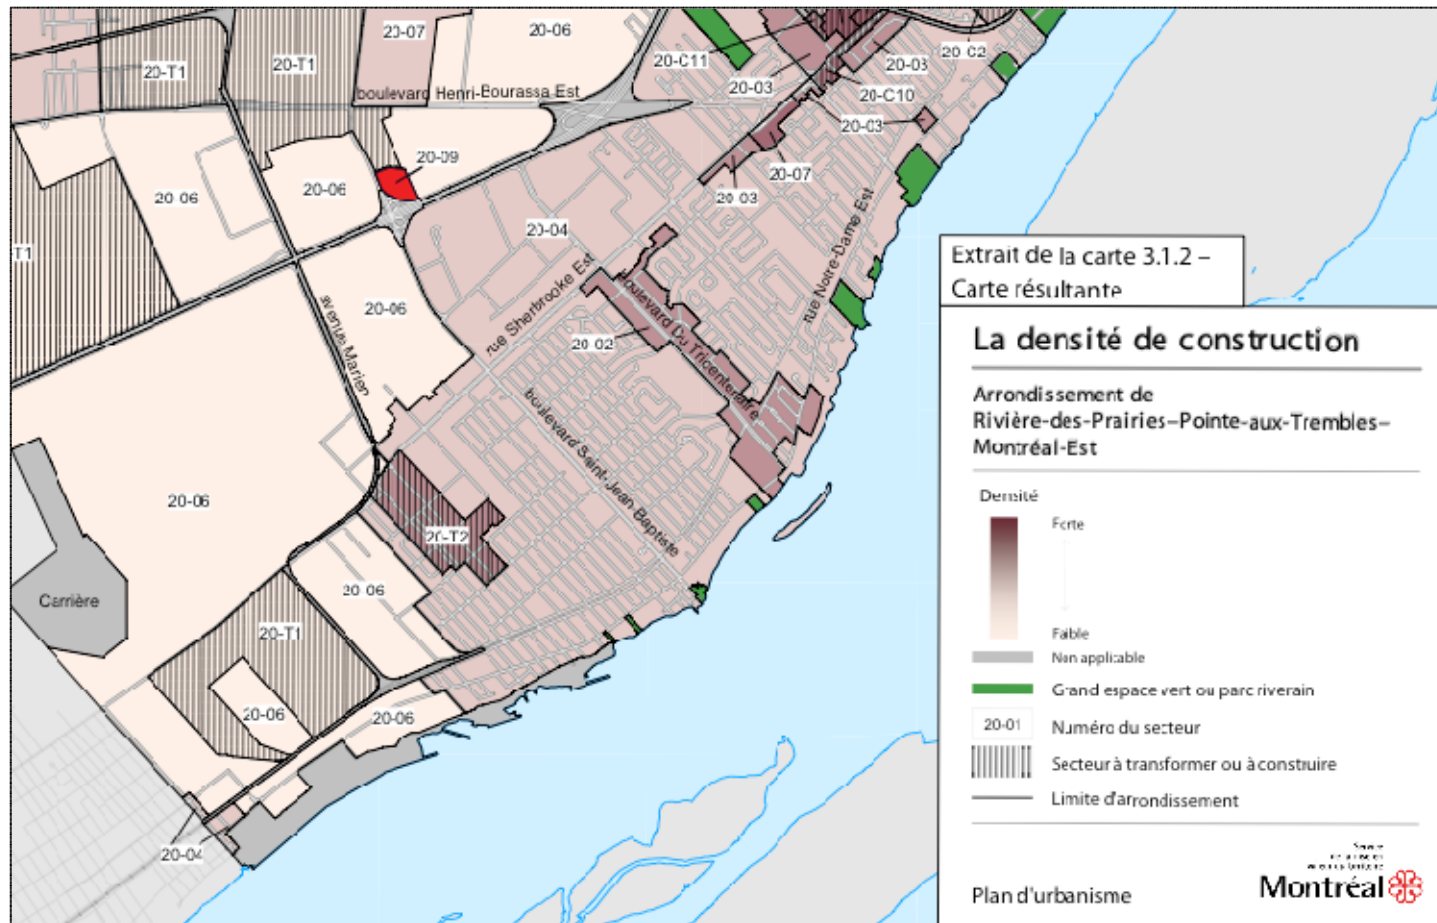 20-07
20-06
20-T1
20-T1
20-C11
20-02
20-03
20-03
boulevard Henri-Bourassa Est
20-C10
20-03
20-09
20-07
20-06
20-06
20-03
20-04
T1
rue Notre-Dame Est
rue Sherbrooke Est
avenue Marien
20-06
20-02
boulevard Du Tricentenaire
boulevard Saint-Jean-Baptiste
20-06
20-T2
20-06
Carrière
20-T1
20-06
20-06
20-04
Extrait de la carte 3.1.2 –
Carte résultante
La densité de construction
Arrondissement de
Rivière-des-Prairies–Pointe-aux-Trembles–
Montréal-Est
Densité
Forte
Faible
Non applicable
Grand espace vert ou parc riverain
20-01 Numéro du secteur
Secteur à transformer ou à construire
Limite d'arrondissement
Plan d'urbanisme
Montréal